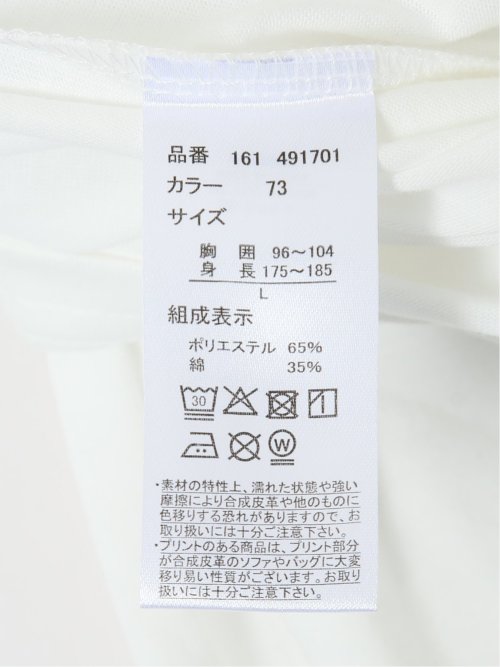 品番 161 491701
カラー 73
サイズ
胸囲 96～104
身長 175～185
L
組成表示
ポリエステル 65%
綿 35%
30
W
・素材の特性上、濡れた状態や強い
摩擦により合成皮革や他のものに
色移りする恐れがありますので、お
取り扱いには十分ご注意下さい。
・プリントのある商品は、プリント部分
が合成皮革のソファやバッグに大変
移り易い性質がございます。お取り
扱いには十分ご注意下さい。